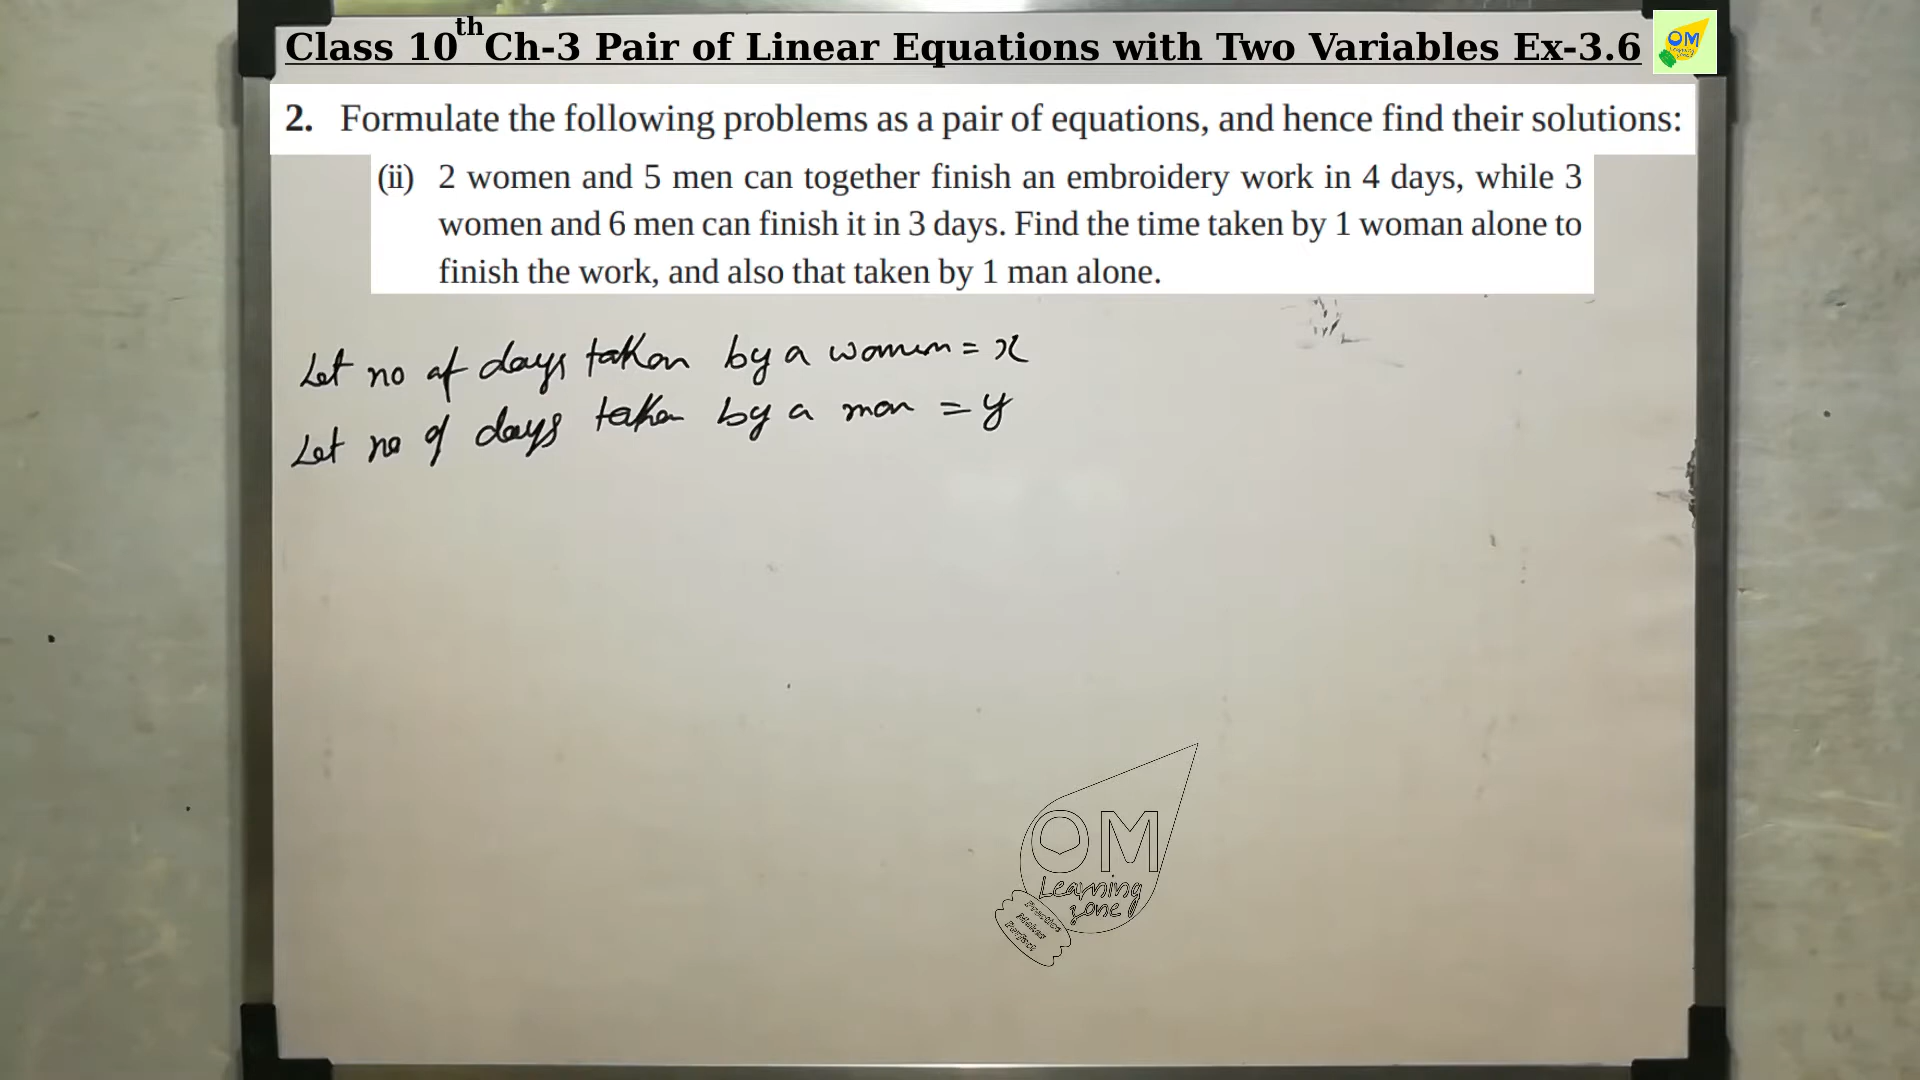 Class 10th Ch-3 Pair of Linear Equations with Two Variables Ex-3.6
OM
2. Formulate the following problems as a pair of equations, and hence find their solutions:
(ii) 2 women and 5 men can together finish an embroidery work in 4 days, while 3
women and 6 men can finish it in 3 days. Find the time taken by 1 woman alone to
finish the work, and also that taken by 1 man alone.
Let no of days taken by a women = x
Let no of days taken by a man = y
OM
Learning
zone
Practice
Makes
Perfect